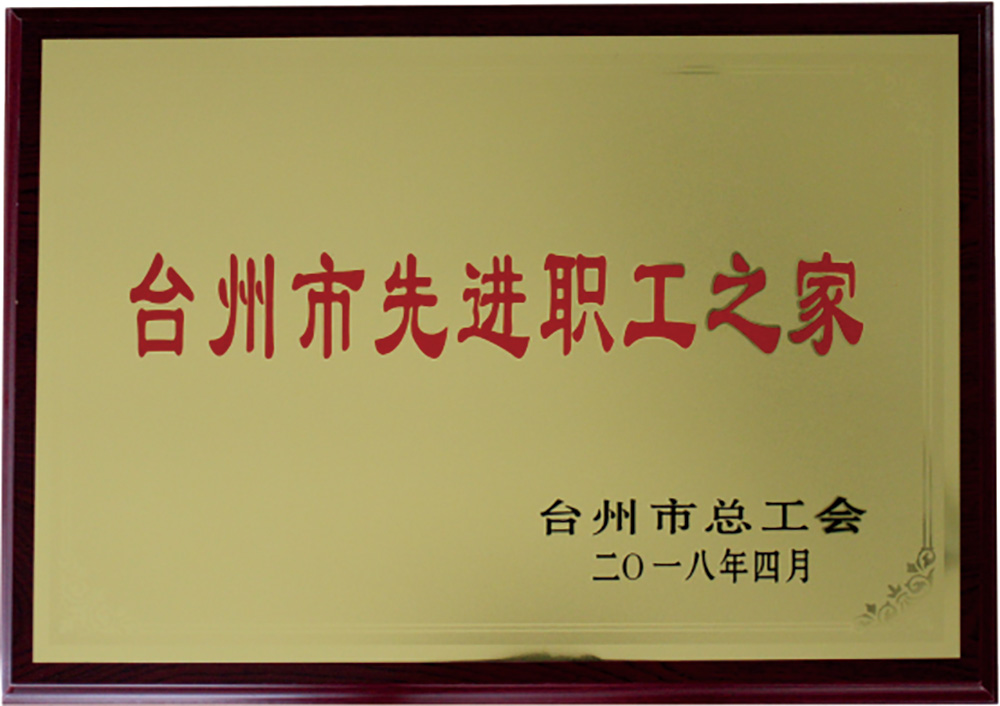 台州市先进职工之家
台州市总工会
二〇一八年四月